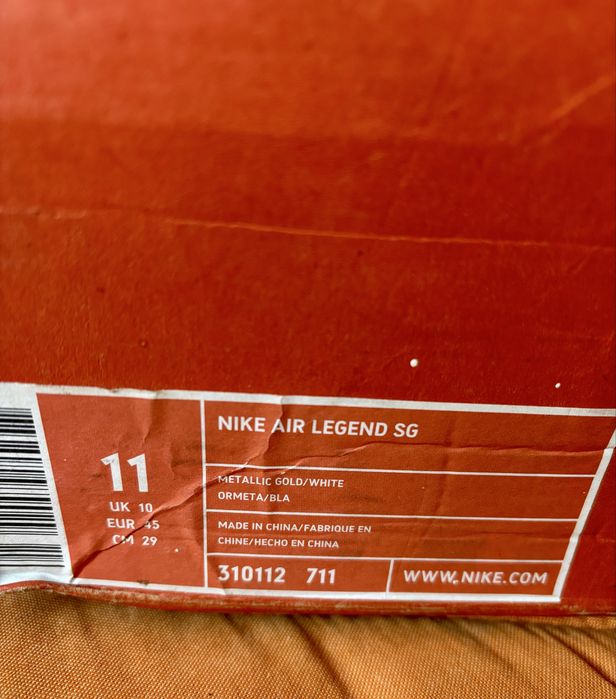 11
UK 10
EUR 45
CM 29
NIKE AIR LEGEND SG
METALLIC GOLD/WHITE
ORMETA/BLA
MADE IN CHINA/FABRIQUE EN
CHINE/HECHO EN CHINA
310112 711
WWW.NIKE.COM